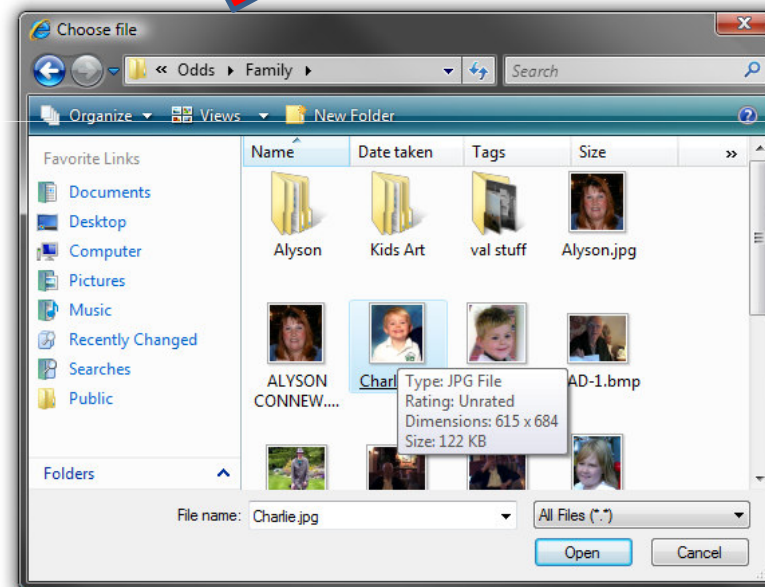 Choose file
« Odds Family
Search
Organize Views New Folder
Favorite Links
Documents
Desktop
Computer
Pictures
Music
Recently Changed
Searches
Public
Folders
Name Date taken Tags Size »
Alyson Kids Art val stuff Alyson.jpg
ALYSON CONNEW.... Charl AD-1.bmp
Type: JPG File
Rating: Unrated
Dimensions: 615 x 684
Size: 122 KB
File name: Charlie.jpg All Files (*.*)
Open Cancel